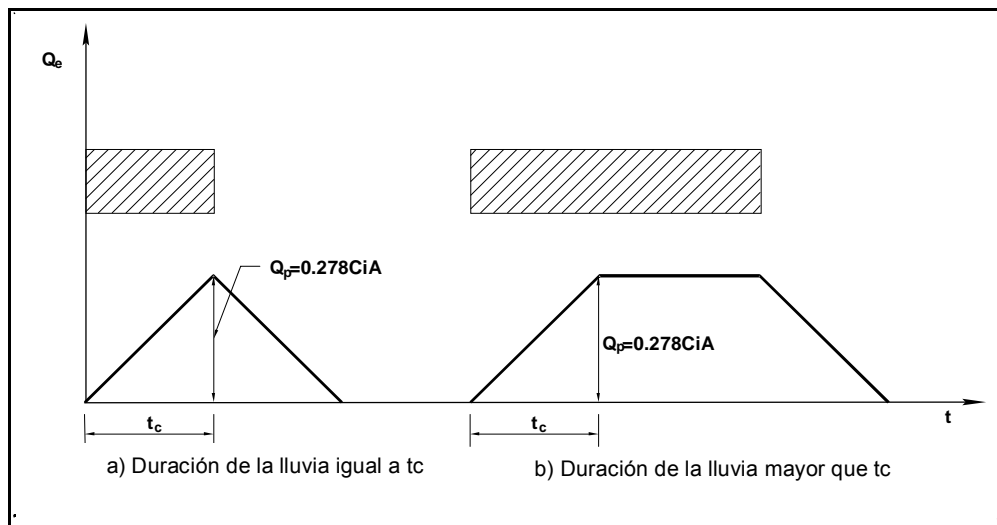 Qe
Qp=0.278CiA
Qp=0.278CiA
t
tc
tc
a) Duración de la lluvia igual a tc
b) Duración de la lluvia mayor que tc